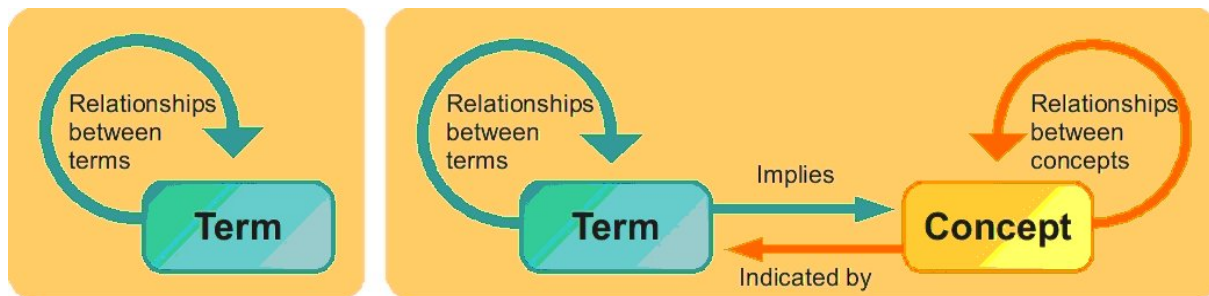 Relationships
between
terms
Term
Relationships
between
terms
Term
Implies
Indicated by
Relationships
between
concepts
Concept